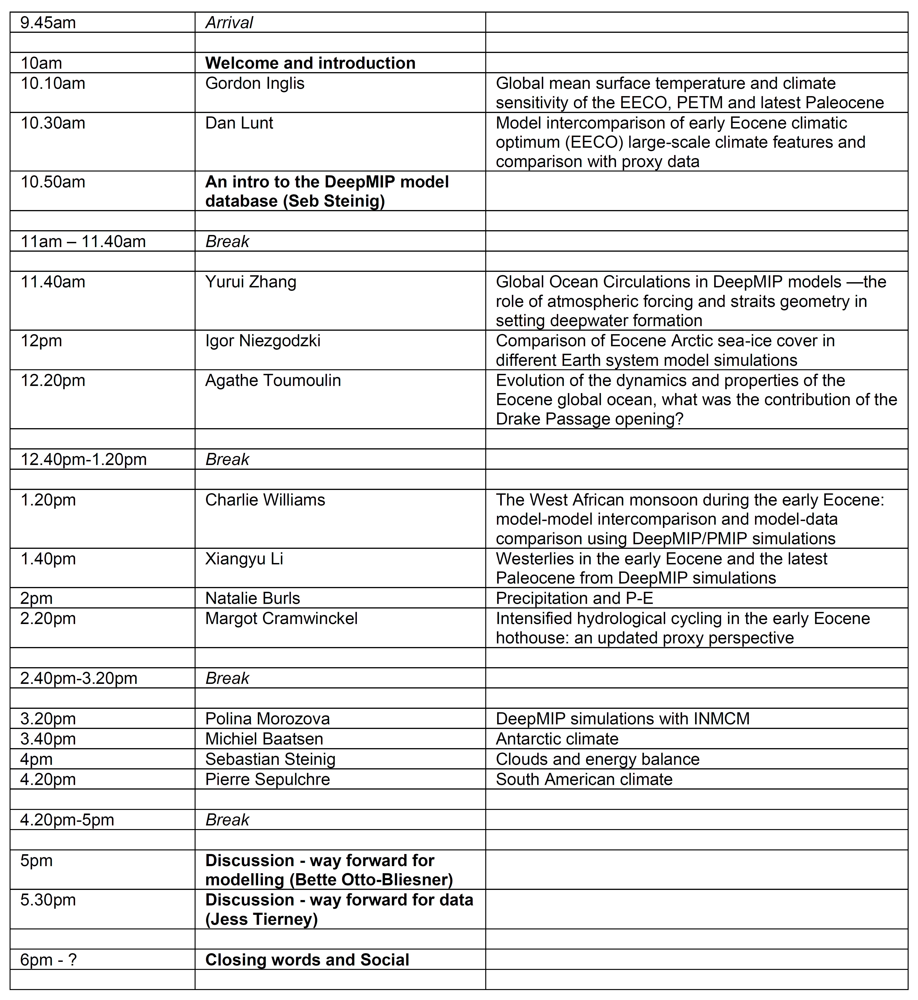 9.45am Arrival
10am Welcome and introduction
10.10am Gordon Inglis Global mean surface temperature and climate
sensitivity of the EECO, PETM and latest Paleocene
10.30am Dan Lunt Model intercomparison of early Eocene climatic
optimum (EECO) large-scale climate features and
comparison with proxy data
10.50am An intro to the DeepMIP model
database (Seb Steinig)
11am – 11.40am Break
11.40am Yurui Zhang Global Ocean Circulations in DeepMIP models —the
role of atmospheric forcing and straits geometry in
setting deepwater formation
12pm Igor Niezgodzki Comparison of Eocene Arctic sea-ice cover in
different Earth system model simulations
12.20pm Agathe Toumoulin Evolution of the dynamics and properties of the
Eocene global ocean, what was the contribution of the
Drake Passage opening?
12.40pm-1.20pm Break
1.20pm Charlie Williams The West African monsoon during the early Eocene:
model-model intercomparison and model-data
comparison using DeepMIP/PMIP simulations
1.40pm Xiangyu Li Westerlies in the early Eocene and the latest
Paleocene from DeepMIP simulations
2pm Natalie Burls Precipitation and P-E
2.20pm Margot Cramwinckel Intensified hydrological cycling in the early Eocene
hothouse: an updated proxy perspective
2.40pm-3.20pm Break
3.20pm Polina Morozova DeepMIP simulations with INMCM
3.40pm Michiel Baatsen Antarctic climate
4pm Sebastian Steinig Clouds and energy balance
4.20pm Pierre Sepulchre South American climate
4.20pm-5pm Break
5pm Discussion - way forward for
modelling (Bette Otto-Bliesner)
5.30pm Discussion - way forward for data
(Jess Tierney)
6pm - ? Closing words and Social